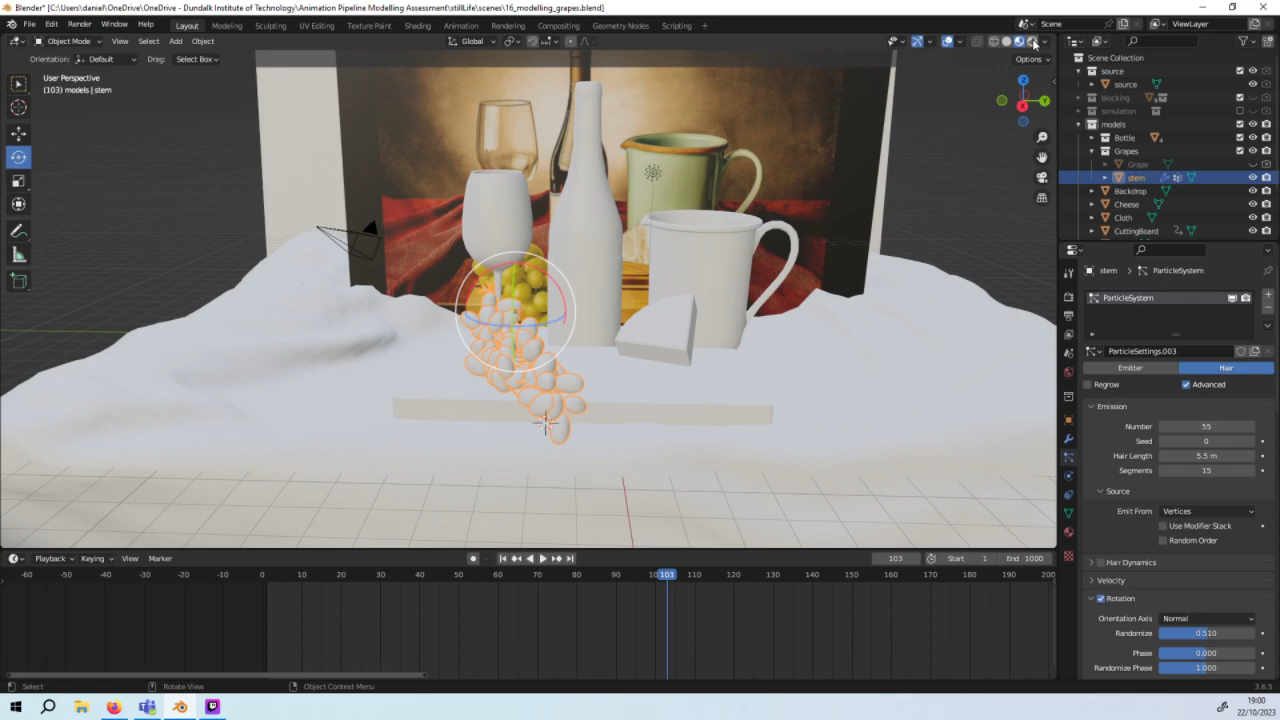 Blender* [C:\Users\daniel\OneDrive\OneDrive - Dundalk Institute of Technology\Animation Pipeline Modelling Assessment\stillLife\scenes\16_modelling_grapes.blend]
File Edit Render Window Help Layout Modeling Sculpting UV Editing Texture Paint Shading Animation Rendering Compositing Geometry Nodes Scripting Scene ViewLayer
Object Mode View Select Add Object Global
Orientation: Default Drag: Select Box Options
User Perspective
(103) models | stem
Z
Y
X
Scene Collection
source
source
blocking
simulation
models
Bottle
Grapes
Grape
stem
Backdrop
Cheese
Cloth
CuttingBoard
stem > ParticleSystem
ParticleSystem
ParticleSettings.003
Emitter Hair
Regrow Advanced
Emission
Number 55
Seed 0
Hair Length 5.5 m
Segments 15
Source
Emit From Vertices
Use Modifier Stack
Random Order
Hair Dynamics
Velocity
Rotation
Orientation Axis Normal
Randomize 0.510
Phase 0.000
Randomize Phase 1.000
Playback Keying View Marker 103 Start 1 End 1000
-60 -50 -40 -30 -20 -10 0 10 20 30 40 50 60 70 80 90 103 110 120 130 140 150 160 170 180 190 200
Select Rotate View Object Context Menu 3.6.5
19:00
22/10/2023